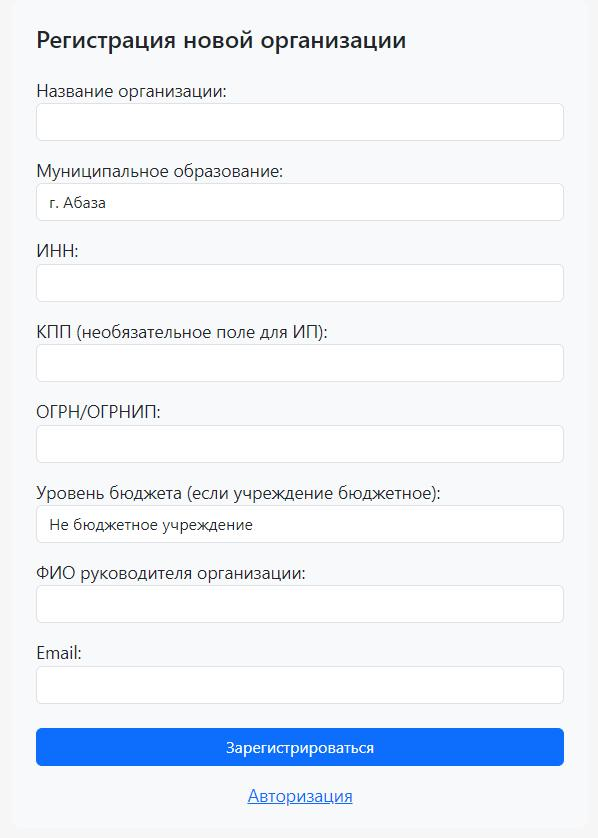 Регистрация новой организации
Название организации:
Муниципальное образование:
г. Абаза
ИНН:
КПП (необязательное поле для ИП):
ОГРН/ОГРНИП:
Уровень бюджета (если учреждение бюджетное):
Не бюджетное учреждение
ФИО руководителя организации:
Email:
Зарегистрироваться
Авторизация